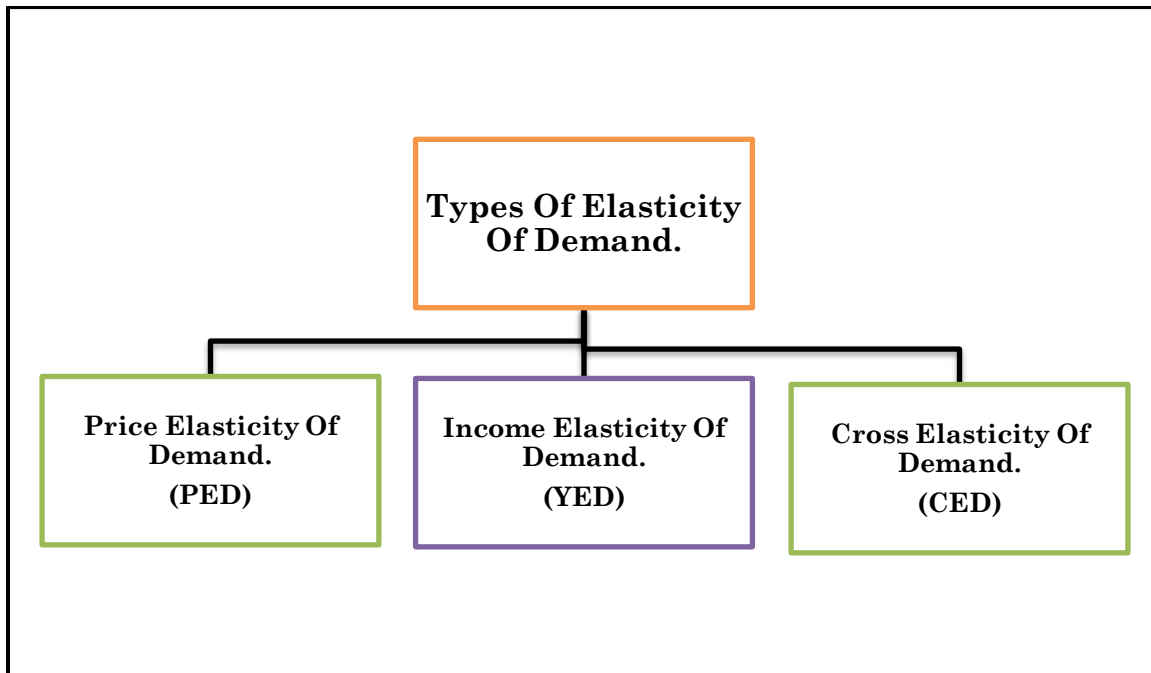 Types Of Elasticity
Of Demand.
Price Elasticity Of
Demand.
(PED)
Income Elasticity Of
Demand.
(YED)
Cross Elasticity Of
Demand.
(CED)